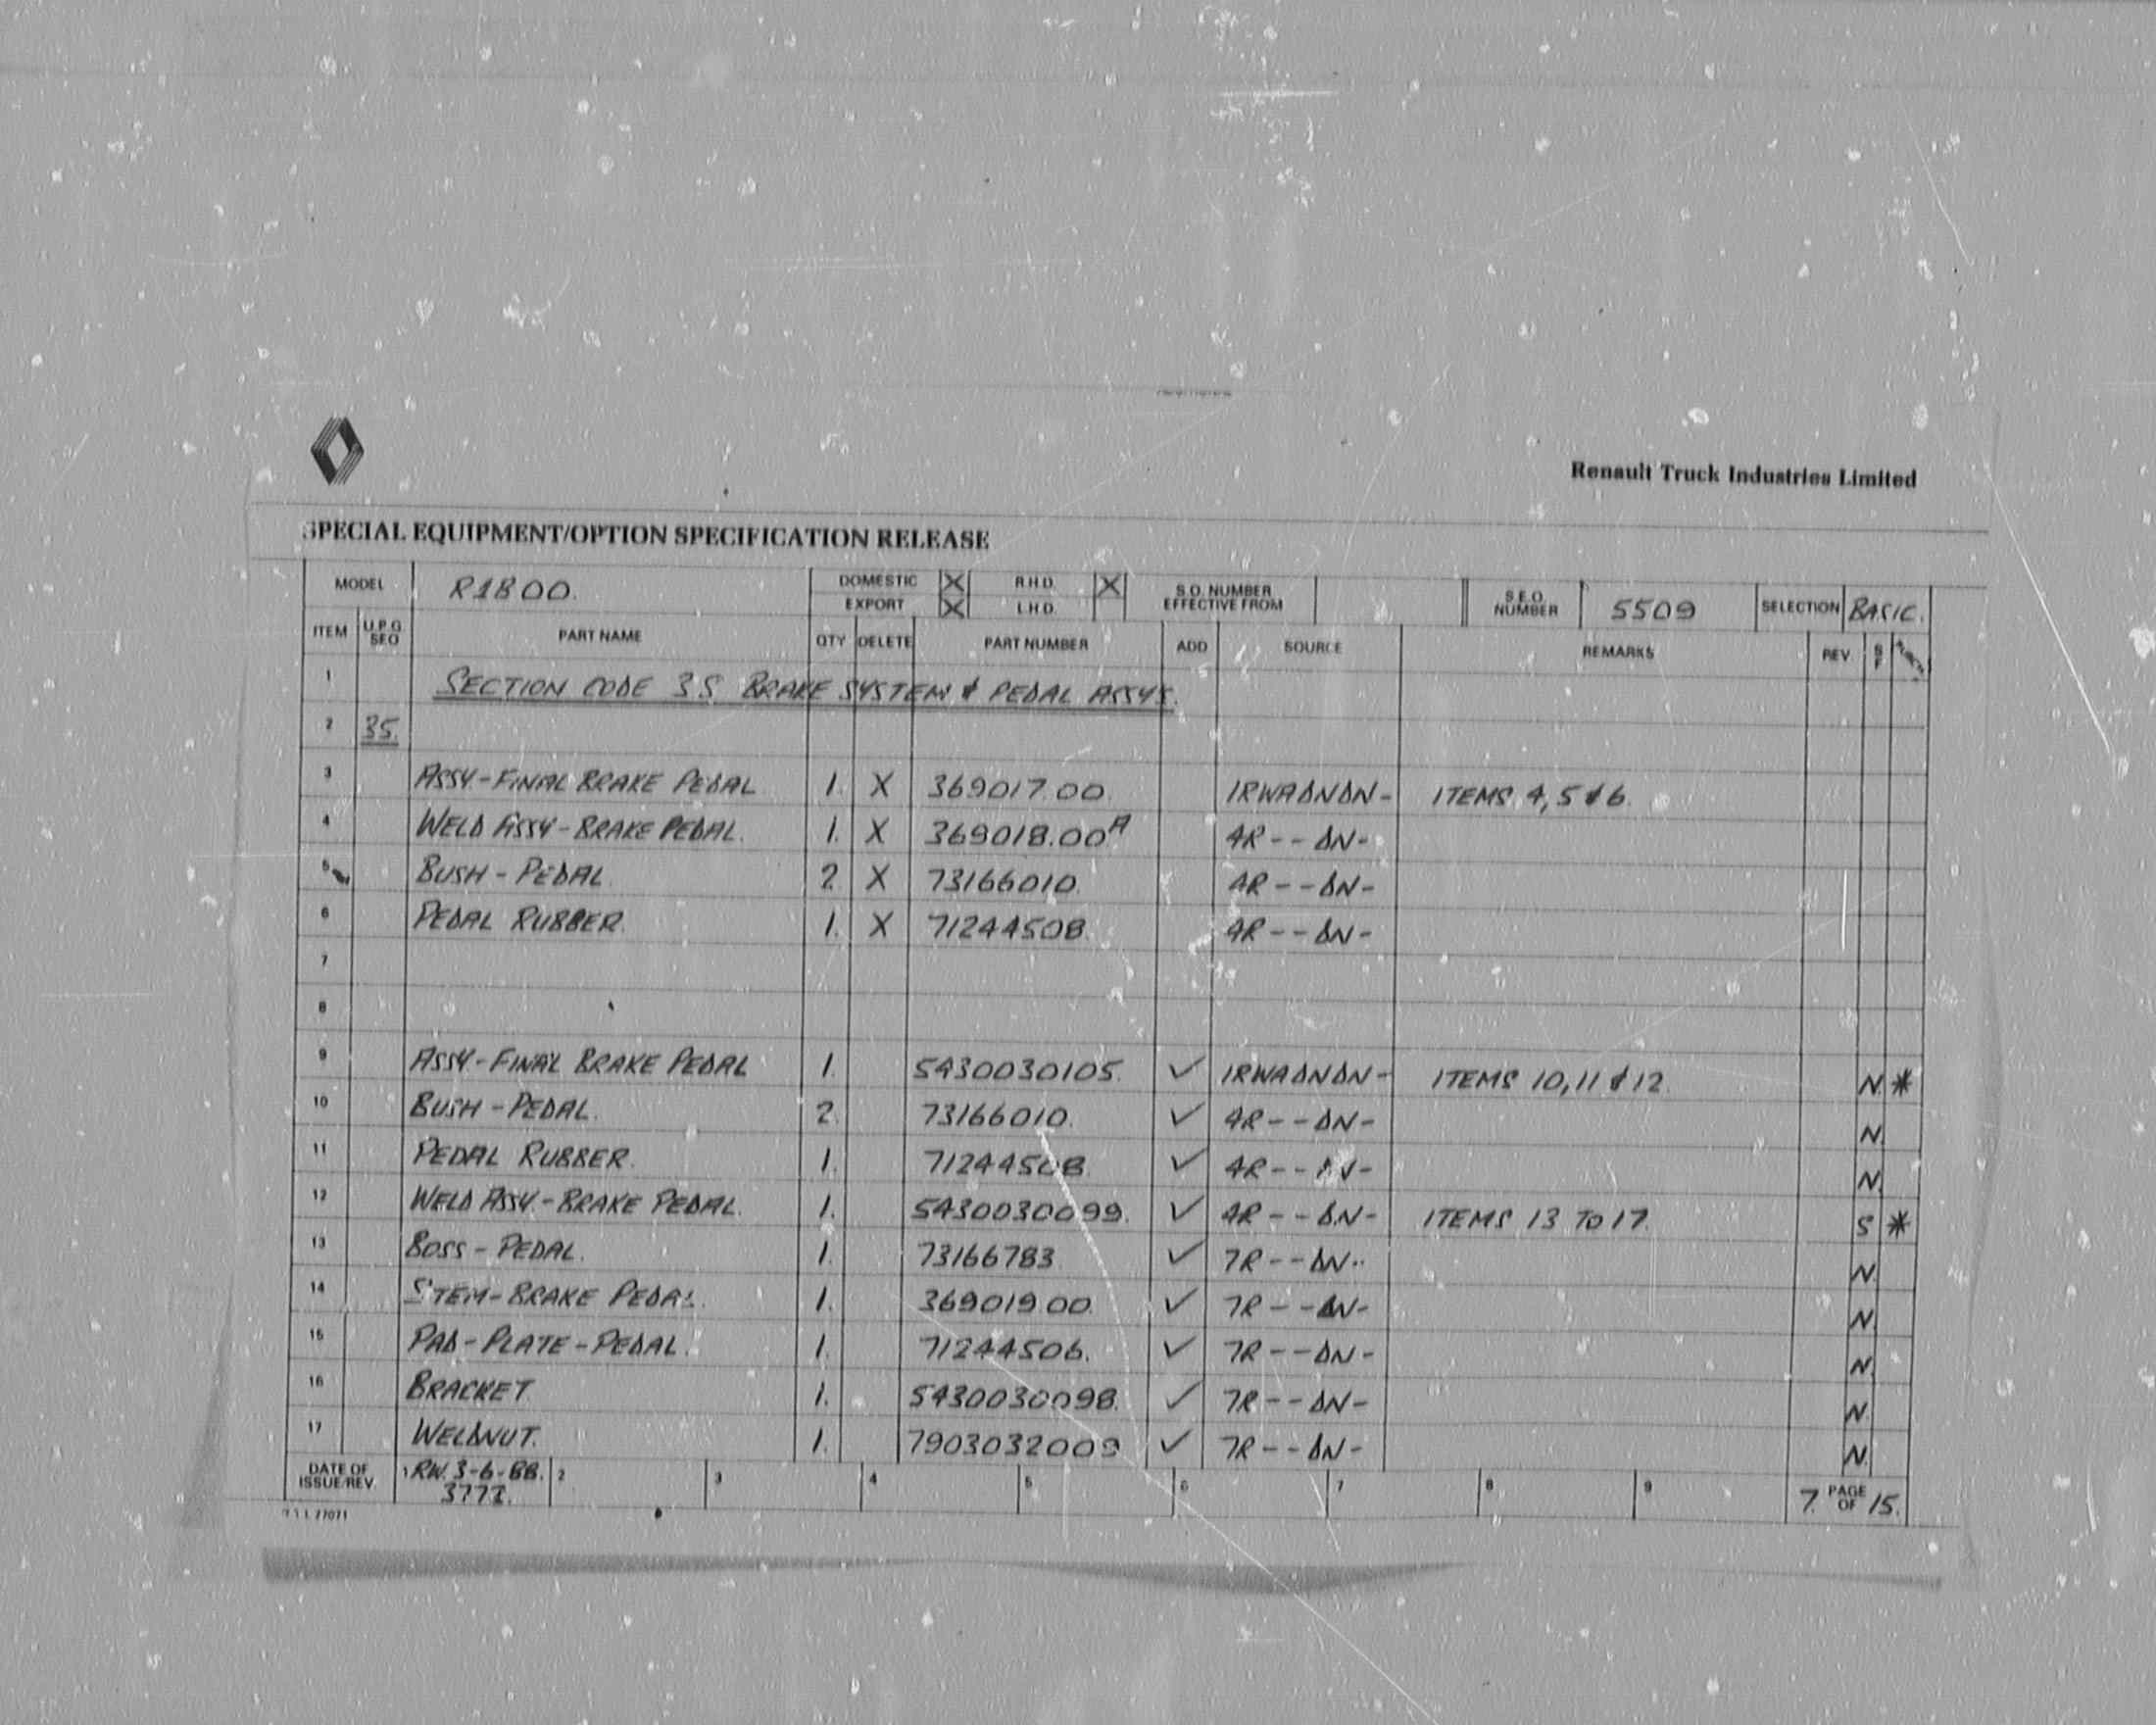 Renault Truck Industries Limited
SPECIAL EQUIPMENT/OPTION SPECIFICATION RELEASE
MODEL R1800. DOMESTIC X R.H.D. X S.O. NUMBER EFFECTIVE FROM S.E.O. NUMBER 5509 SELECTION BASIC.
EXPORT X L.H.D.
ITEM U.P.G SEQ PART NAME QTY DELETE PART NUMBER ADD SOURCE REMARKS REV S F
1 SECTION CODE 35 BRAKE SYSTEM & PEDAL ASSYS.
2 35.
3 ASSY-FINAL BRAKE PEDAL 1. X 369017.00. 1RWADNDN- ITEMS 4, 5 & 6.
4 WELD ASSY-BRAKE PEDAL. 1. X 369018.00A 4R--DN-
5 BUSH-PEDAL. 2 X 73166010. 4R--DN-
6 PEDAL RUBBER. 1. X 71244508. 4R--DN-
7
8
9 ASSY-FINAL BRAKE PEDAL 1. 5430030105. ✓ 1RWADNDN- ITEMS 10, 11 & 12. N. *
10 BUSH-PEDAL. 2. 73166010. ✓ 4R--DN- N.
11 PEDAL RUBBER. 1. 71244508. ✓ 4R--DN- N.
12 WELD ASSY.-BRAKE PEDAL. 1. 5430030099. ✓ 4R--DN- ITEMS 13 TO 17. S *
13 BOSS-PEDAL. 1. 73166783 ✓ 7R--DN-- N.
14 STEM-BRAKE PEDAL. 1. 369019.00. ✓ 7R--DN- N.
15 PAD-PLATE-PEDAL. 1. 71244506. ✓ 7R--DN- N.
16 BRACKET. 1. 5430030098. ✓ 7R--DN- N.
17 WELDNUT. 1. 7903032009 ✓ 7R--DN- N.
DATE OF ISSUE/REV. 1 RW. 3-6-88. 2 3 4 5 6 7 8 9 7. PAGE OF 15.